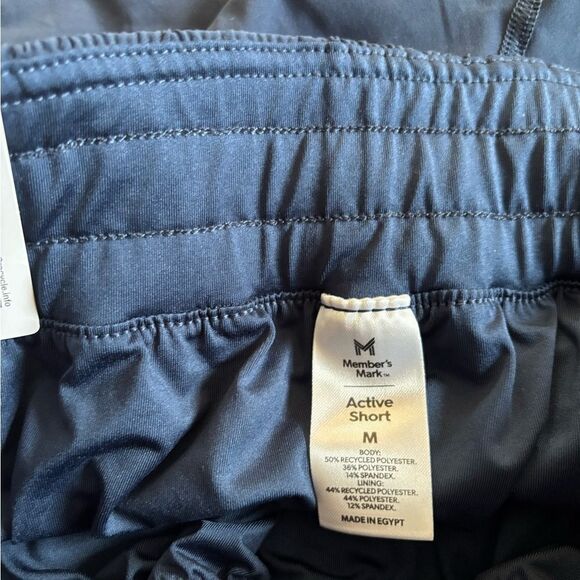 Member's
Mark™
Active
Short
M
BODY:
50% RECYCLED POLYESTER.
36% POLYESTER.
14% SPANDEX.
LINING:
44% RECYCLED POLYESTER.
44% POLYESTER.
12% SPANDEX.
MADE IN EGYPT